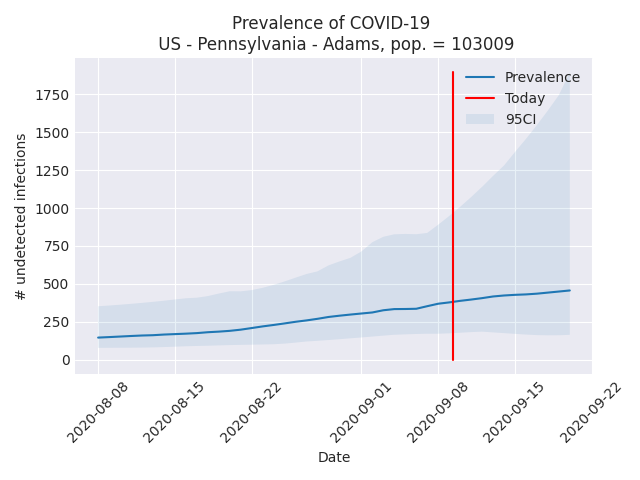 Prevalence of COVID-19
US - Pennsylvania - Adams, pop. = 103009
Prevalence
Today
95CI
1750
1500
1250
1000
750
500
250
0
# undetected infections
2020-08-08
2020-08-15
2020-08-22
2020-09-01
2020-09-08
2020-09-15
2020-09-22
Date